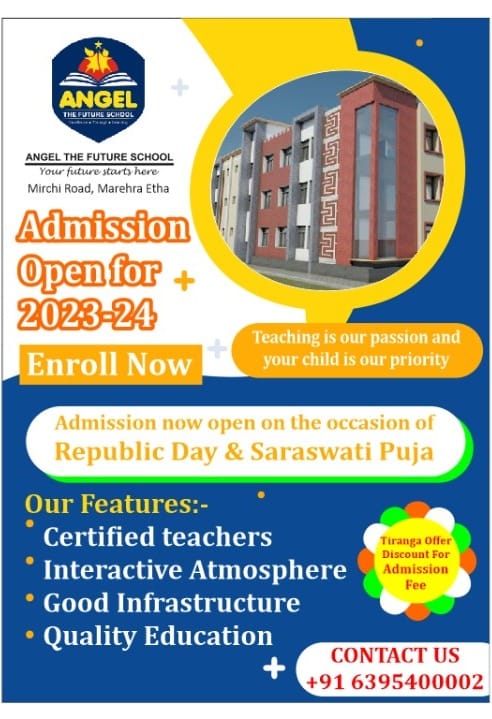 ANGEL
THE FUTURE SCHOOL
ANGEL THE FUTURE SCHOOL
Your future starts here
Mirchi Road, Marehra Etha
Admission
Open for
2023-24
Enroll Now
Teaching is our passion and
your child is our priority
Admission now open on the occasion of
Republic Day & Saraswati Puja
Our Features:-
Certified teachers
Interactive Atmosphere
Good Infrastructure
Quality Education
Tiranga Offer
Discount For
Admission
Fee
CONTACT US
+91 6395400002